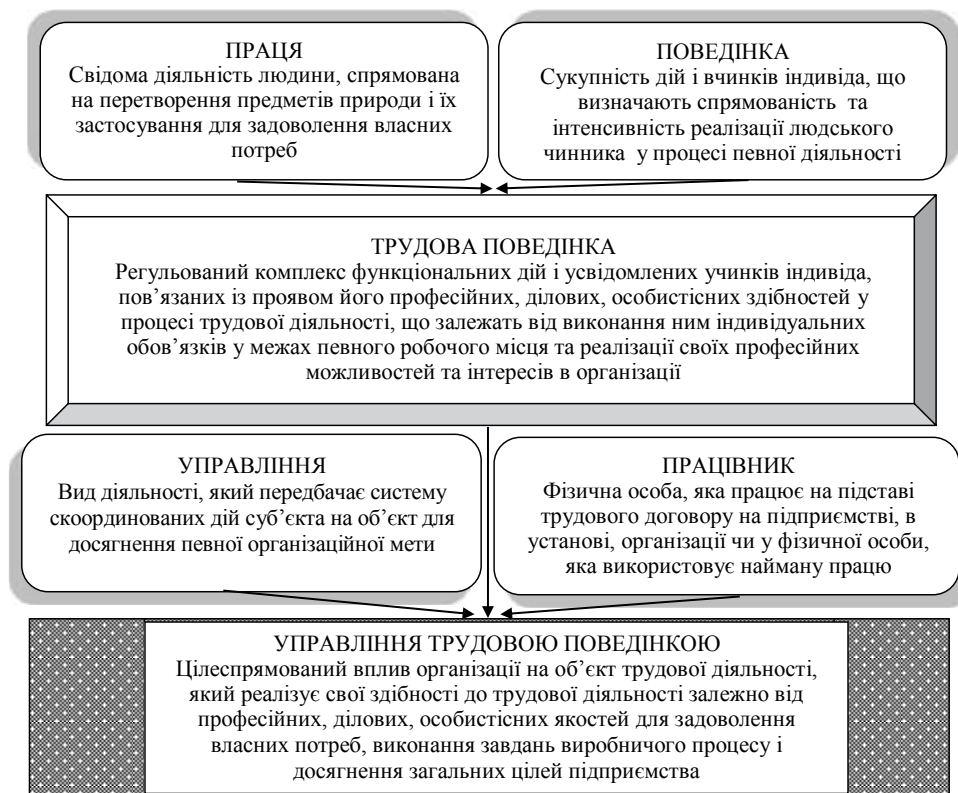 ПРАЦЯ
Свідома діяльність людини, спрямована
на перетворення предметів природи і їх
застосування для задоволення власних
потреб
ПОВЕДІНКА
Сукупність дій і вчинків індивіда, що
визначають спрямованість та
інтенсивність реалізації людського
чинника у процесі певної діяльності
ТРУДОВА ПОВЕДІНКА
Регульований комплекс функціональних дій і усвідомлених учинків індивіда,
пов’язаних із проявом його професійних, ділових, особистісних здібностей у
процесі трудової діяльності, що залежать від виконання ним індивідуальних
обов’язків у межах певного робочого місця та реалізації своїх професійних
можливостей та інтересів в організації
УПРАВЛІННЯ
Вид діяльності, який передбачає систему
скоординованих дій суб’єкта на об’єкт для
досягнення певної організаційної мети
ПРАЦІВНИК
Фізична особа, яка працює на підставі
трудового договору на підприємстві, в
установі, організації чи у фізичної особи,
яка використовує найману працю
УПРАВЛІННЯ ТРУДОВОЮ ПОВЕДІНКОЮ
Цілеспрямований вплив організації на об’єкт трудової діяльності,
який реалізує свої здібності до трудової діяльності залежно від
професійних, ділових, особистісних якостей для задоволення
власних потреб, виконання завдань виробничого процесу і
досягнення загальних цілей підприємства